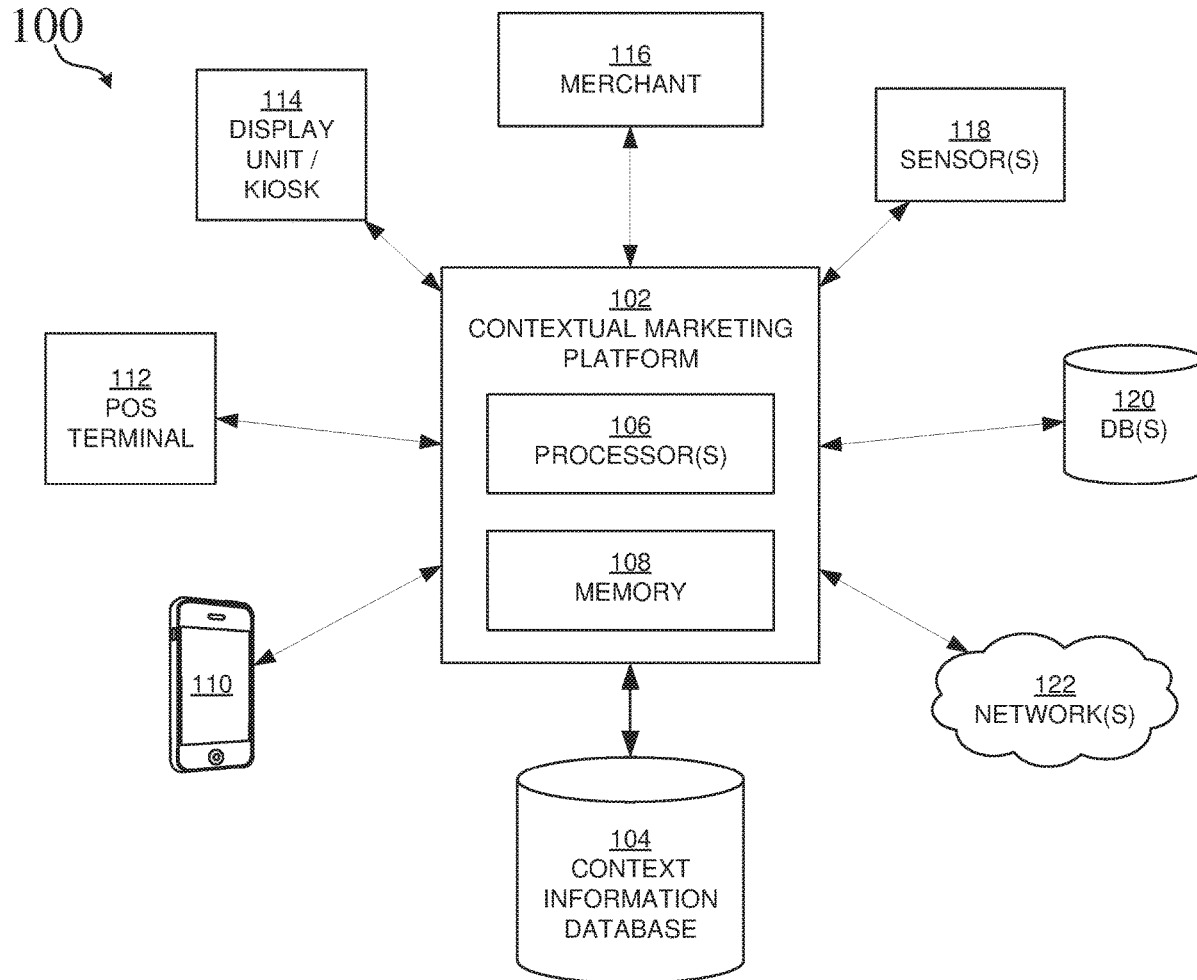 100
116
MERCHANT
114
DISPLAY
UNIT /
KIOSK
118
SENSOR(S)
102
CONTEXTUAL MARKETING
PLATFORM
112
POS
TERMINAL
106
PROCESSOR(S)
120
DB(S)
108
MEMORY
110
122
NETWORK(S)
104
CONTEXT
INFORMATION
DATABASE